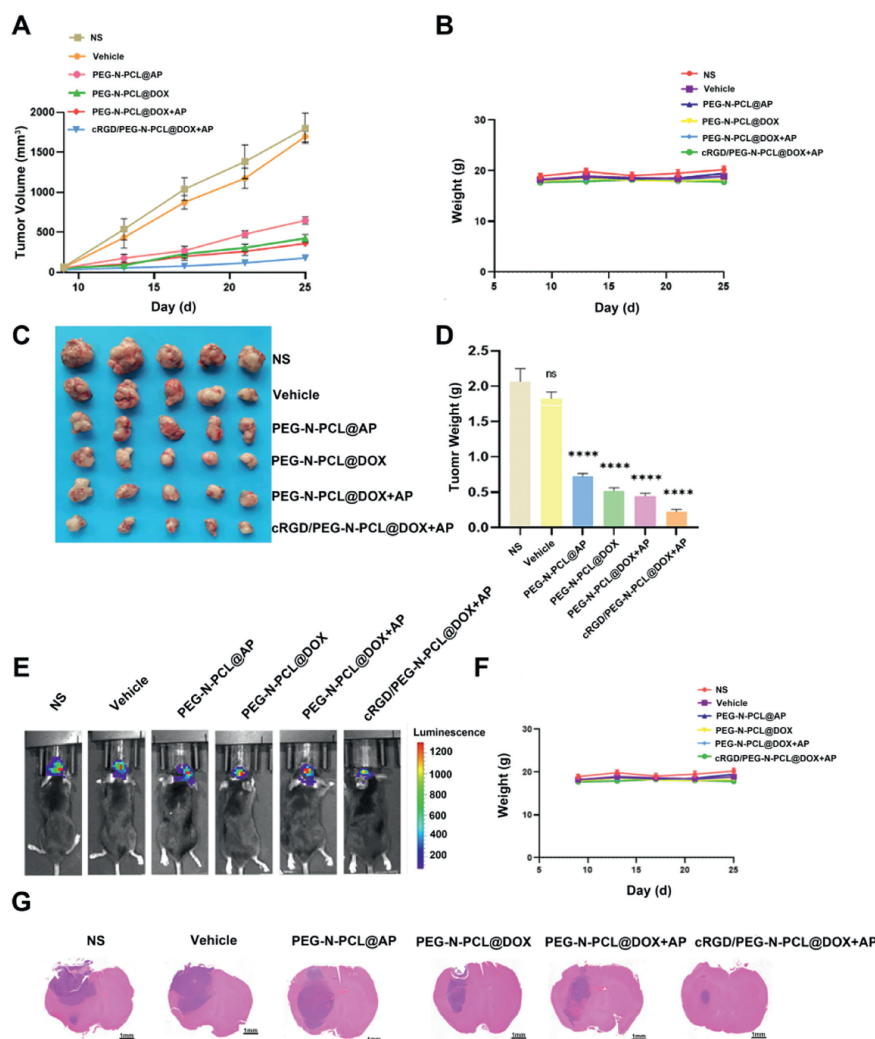 A
NS
Vehicle
PEG-N-PCL@AP
PEG-N-PCL@DOX
PEG-N-PCL@DOX+AP
cRGD/PEG-N-PCL@DOX+AP
Tumor Volume (mm³)
2000
1500
1000
500
0
10
15
20
25
Day (d)
B
NS
Vehicle
PEG-N-PCL@AP
PEG-N-PCL@DOX
PEG-N-PCL@DOX+AP
cRGD/PEG-N-PCL@DOX+AP
Weight (g)
30
20
10
0
5
10
15
20
25
Day (d)
C
NS
Vehicle
PEG-N-PCL@AP
PEG-N-PCL@DOX
PEG-N-PCL@DOX+AP
cRGD/PEG-N-PCL@DOX+AP
D
Tuomr Weight (g)
2.5
2.0
1.5
1.0
0.5
0.0
ns
****
****
****
****
NS
Vehicle
PEG-N-PCL@AP
PEG-N-PCL@DOX
PEG-N-PCL@DOX+AP
cRGD/PEG-N-PCL@DOX+AP
E
NS
Vehicle
PEG-N-PCL@AP
PEG-N-PCL@DOX
PEG-N-PCL@DOX+AP
cRGD/PEG-N-PCL@DOX+AP
Luminescence
1200
1000
800
600
400
200
F
NS
Vehicle
PEG-N-PCL@AP
PEG-N-PCL@DOX
PEG-N-PCL@DOX+AP
cRGD/PEG-N-PCL@DOX+AP
Weight (g)
30
20
10
0
5
10
15
20
25
Day (d)
G
NS
Vehicle
PEG-N-PCL@AP
PEG-N-PCL@DOX
PEG-N-PCL@DOX+AP
cRGD/PEG-N-PCL@DOX+AP
1mm
1mm
1mm
1mm
1mm
1mm